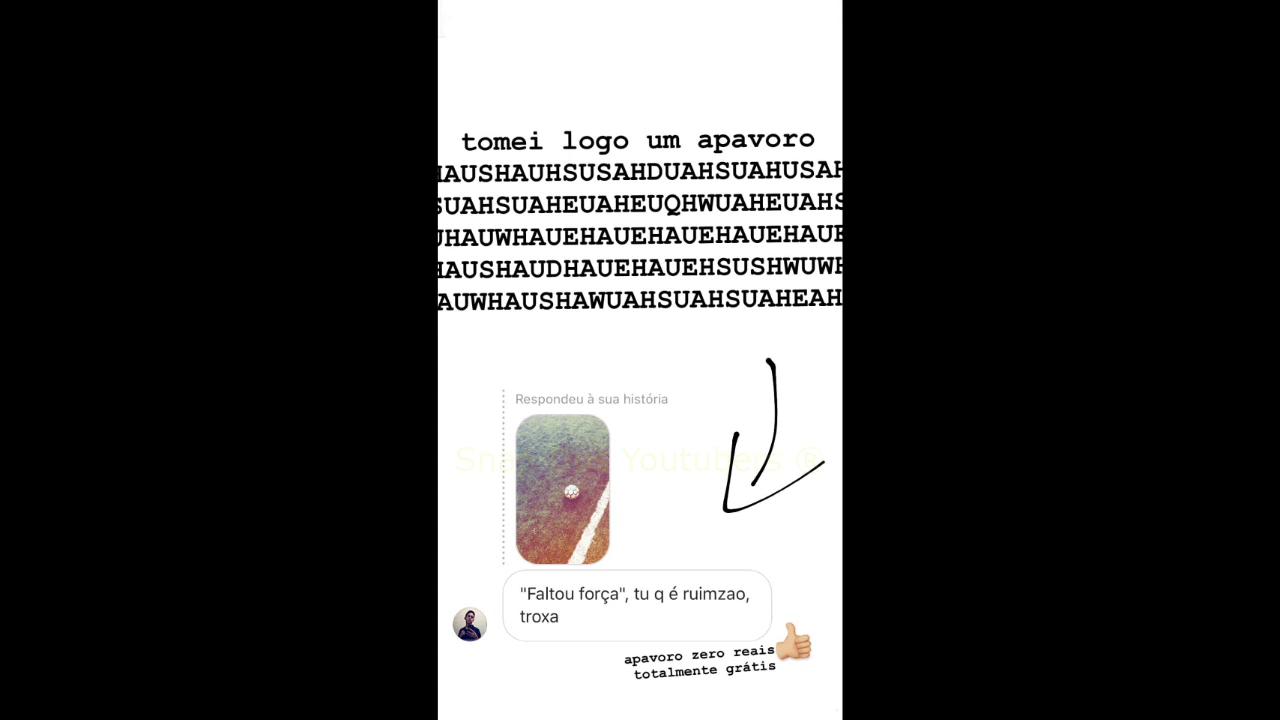 tomei logo um apavoro
HAUSHAUHSUSAHDUAHSUAHUSAH
SUAHSUAHEUAHEUQHWUAHEUAHS
UHAUWHAUEHAUEHAUEHAUEHAUE
HAUSHAUDHAUEHAUEHSUSHWUWH
AUWHAUSHAWUAHSUAHSUAHEAH
Respondeu à sua história
Youtubers ®
"Faltou força", tu q é ruimzao,
troxa
apavoro zero reais
totalmente grátis